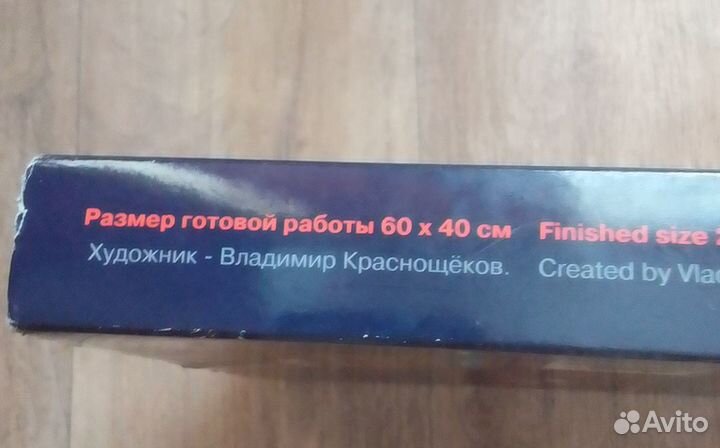 Размер готовой работы 60 х 40 см Finished size
Художник - Владимир Краснощёков. Created by
Avito